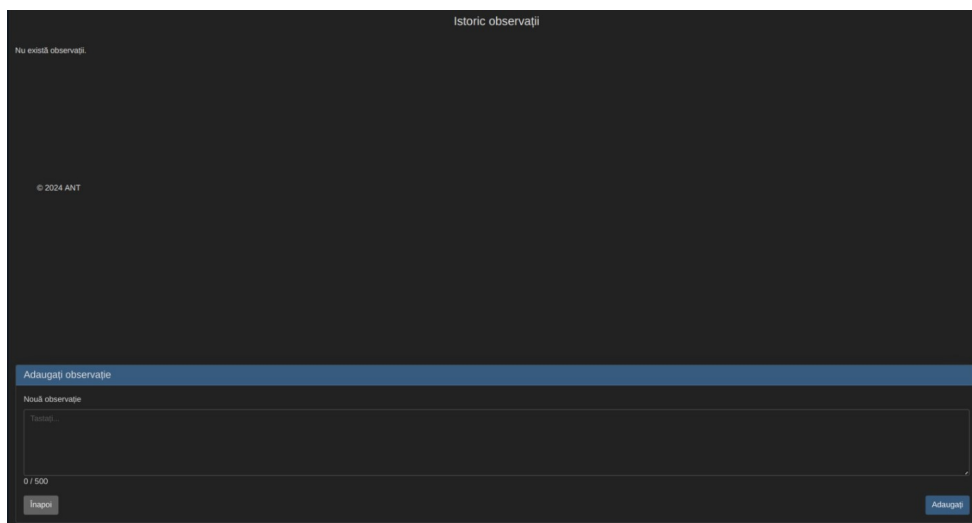 Istoric observații
Nu există observații.
© 2024 ANT
Adaugați observație
Nouă observație
Tastați...
0 / 500
Înapoi
Adaugați